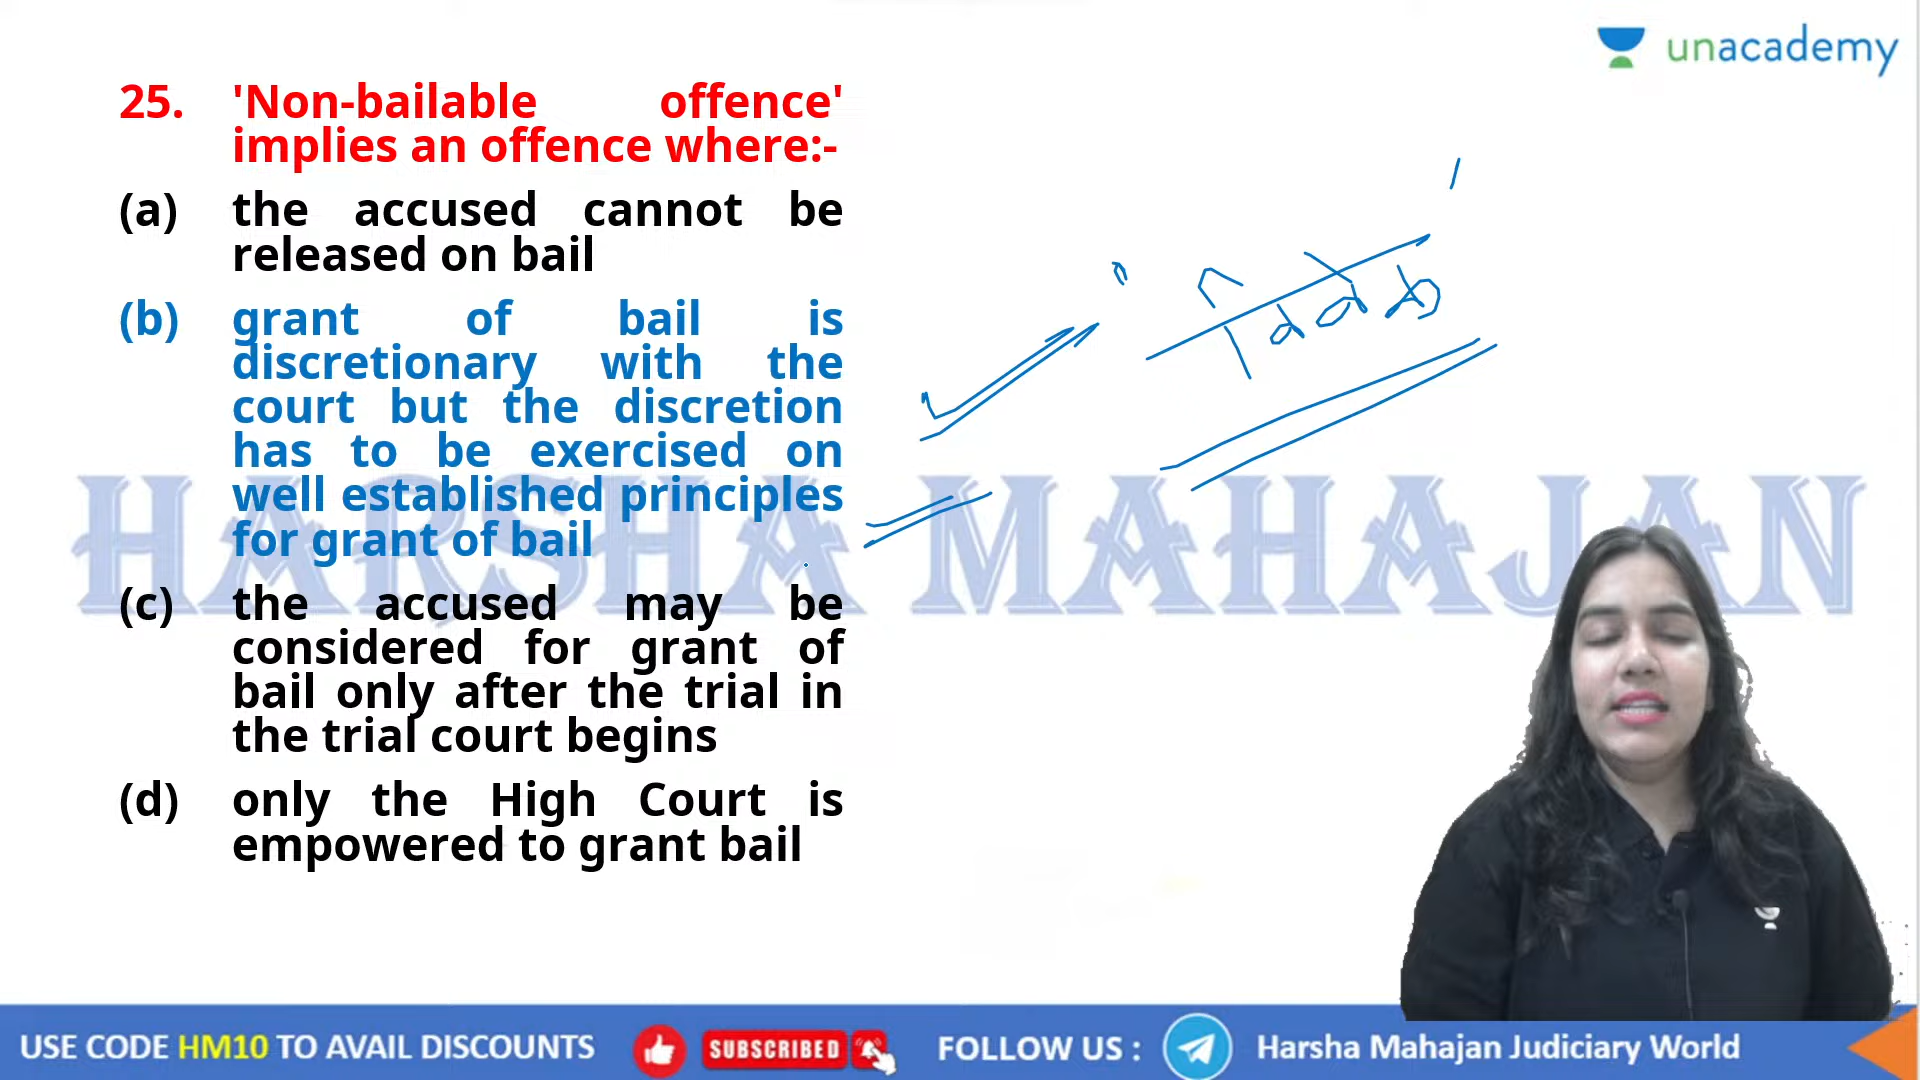 unacademy
25. 'Non-bailable offence'
implies an offence where:-
(a) the accused cannot be
released on bail
(b) grant of bail is
discretionary with the
court but the discretion
has to be exercised on
well established principles
for grant of bail
(c) the accused may be
considered for grant of
bail only after the trial in
the trial court begins
(d) only the High Court is
empowered to grant bail
HARSHA MAHAJAN
USE CODE HM10 TO AVAIL DISCOUNTS
SUBSCRIBED
FOLLOW US :
Harsha Mahajan Judiciary World